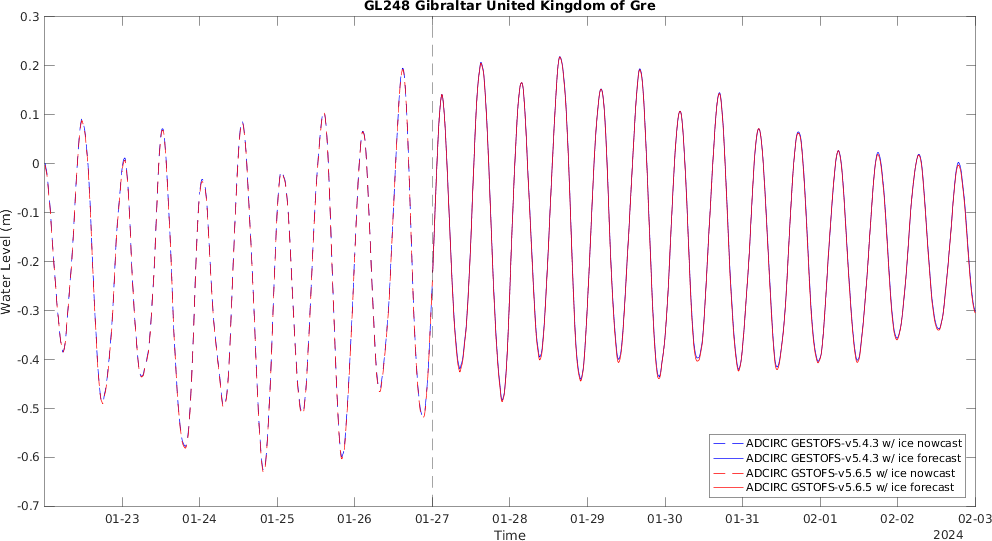 GL248 Gibraltar United Kingdom of Gre
0.3
0.2
0.1
0
-0.1
-0.2
-0.3
-0.4
-0.5
-0.6
-0.7
Water Level (m)
ADCIRC GESTOFS-v5.4.3 w/ ice nowcast
ADCIRC GESTOFS-v5.4.3 w/ ice forecast
ADCIRC GSTOFS-v5.6.5 w/ ice nowcast
ADCIRC GSTOFS-v5.6.5 w/ ice forecast
01-23 01-24 01-25 01-26 01-27 01-28 01-29 01-30 01-31 02-01 02-02 02-03
Time
2024